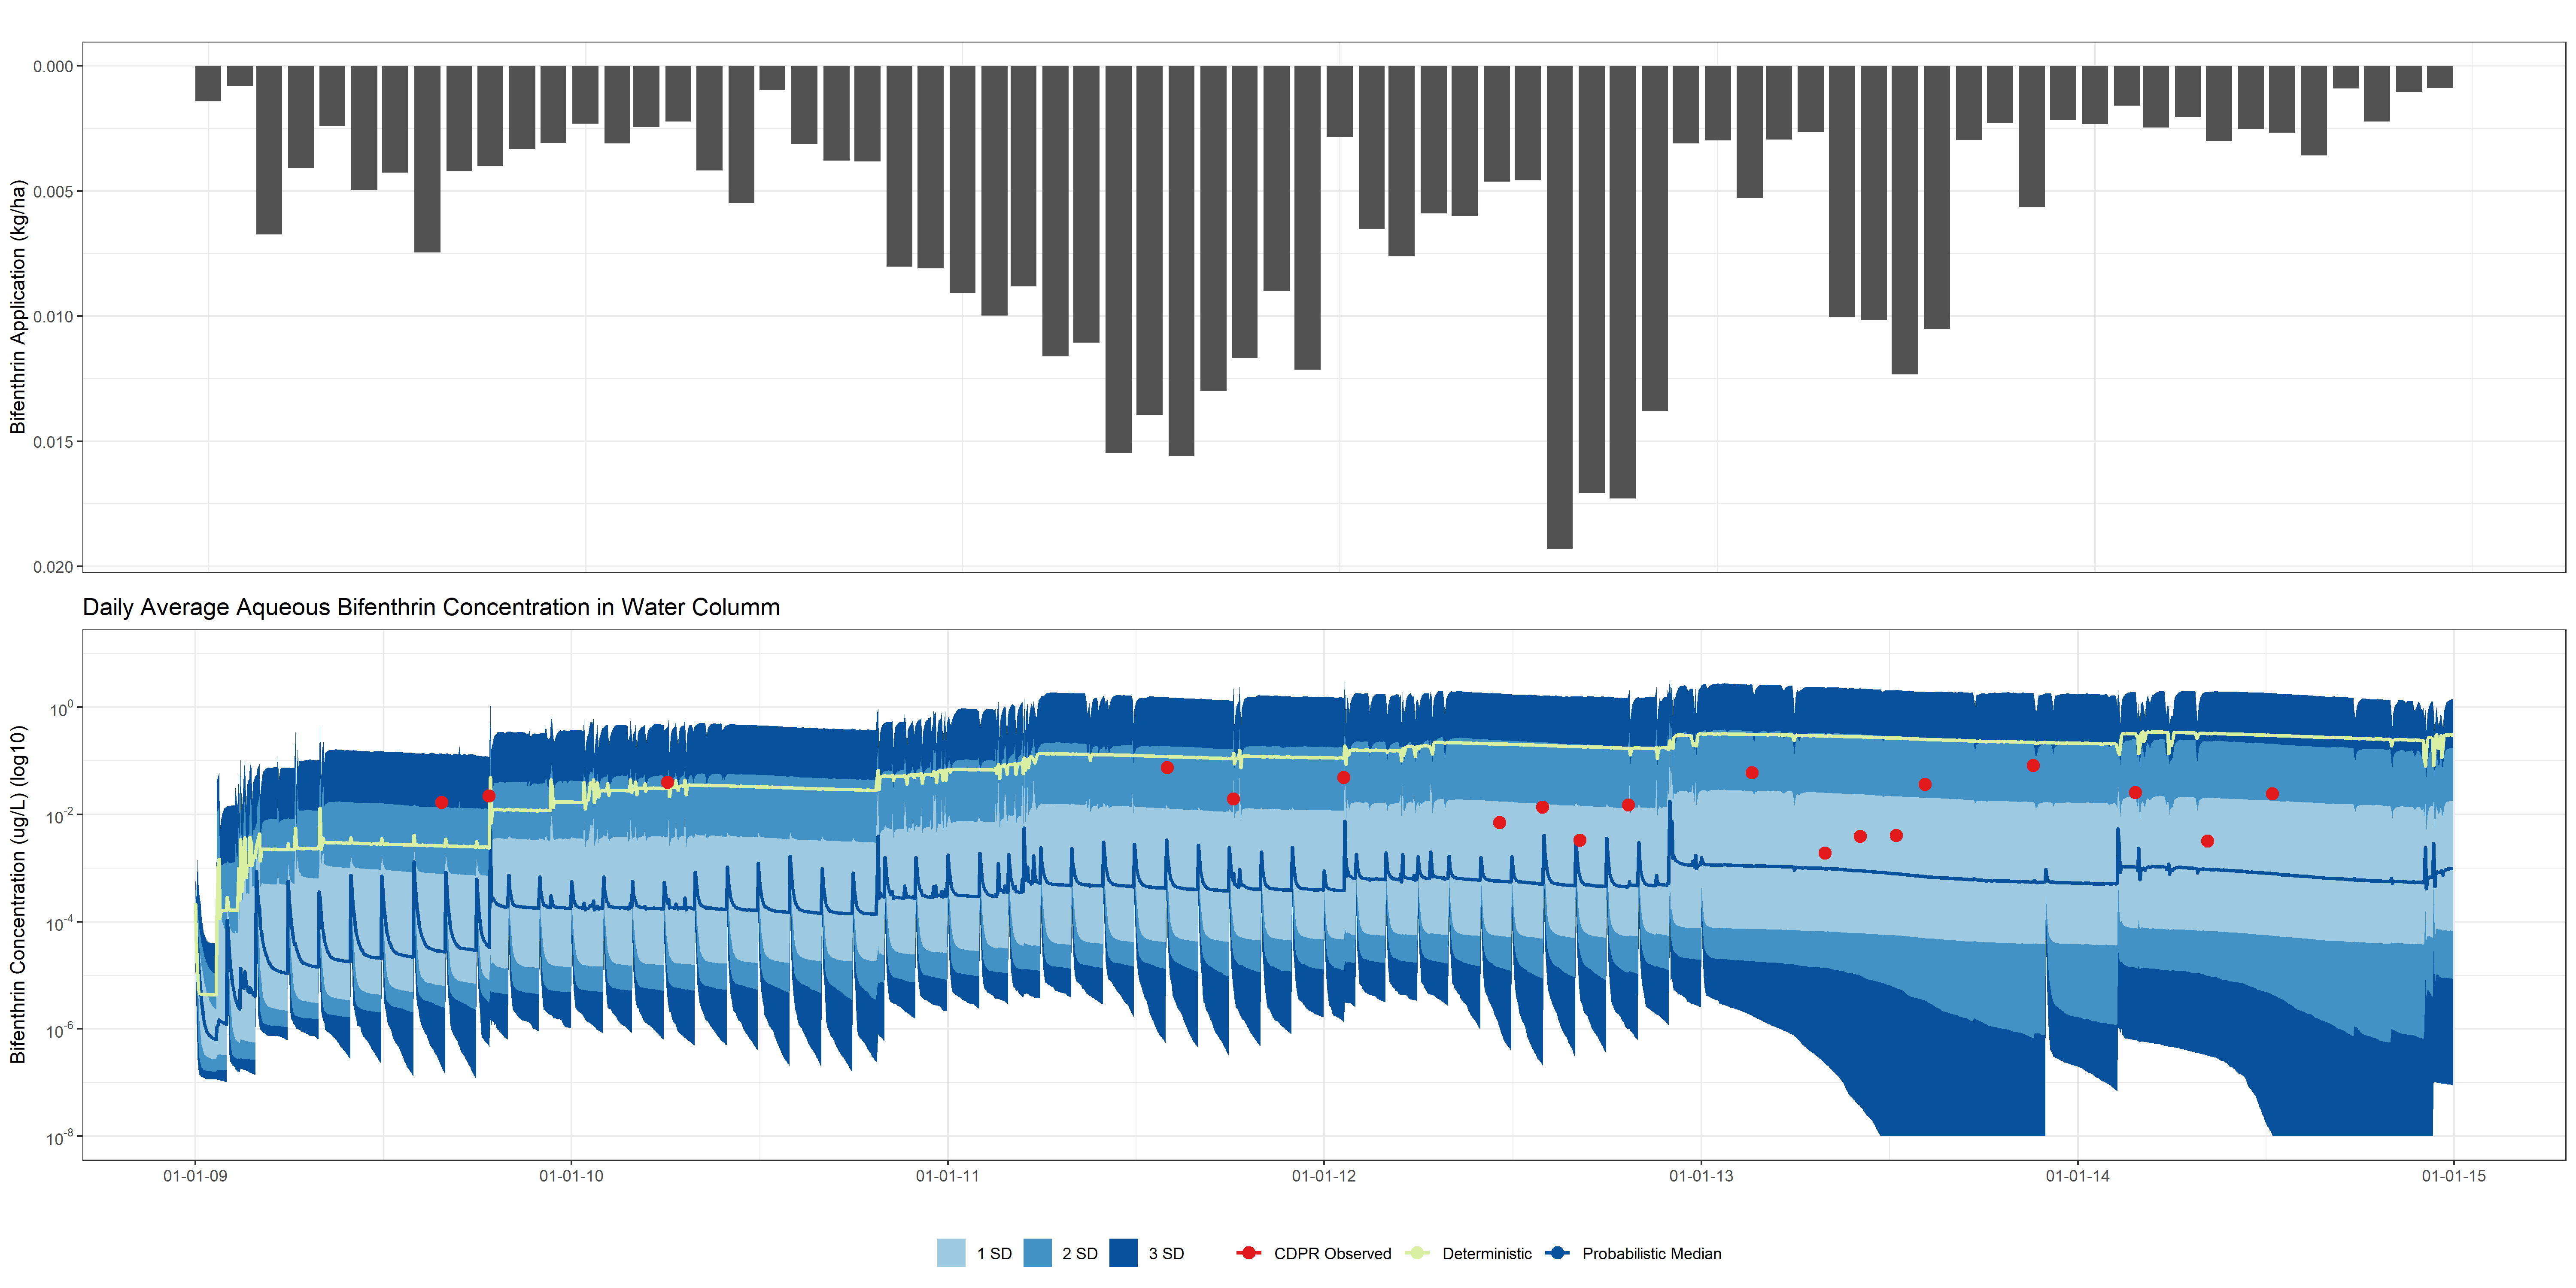 0.000
0.005
0.010
0.015
0.020
Bifenthrin Application (kg/ha)
Daily Average Aqueous Bifenthrin Concentration in Water Columm
10^0
10^-2
10^-4
10^-6
10^-8
Bifenthrin Concentration (ug/L) (log10)
01-01-09 01-01-10 01-01-11 01-01-12 01-01-13 01-01-14 01-01-15
1 SD 2 SD 3 SD CDPR Observed Deterministic Probabilistic Median